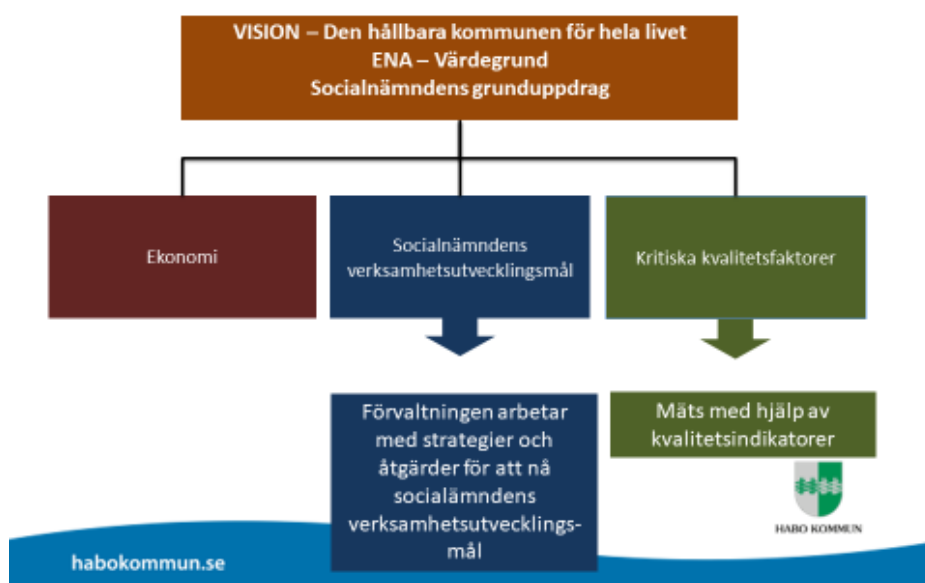 VISION – Den hållbara kommunen för hela livet
ENA – Värdegrund
Socialnämndens grunduppdrag
Ekonomi
Socialnämndens
verksamhetsutvecklingsmål
Kritiska kvalitetsfaktorer
Förvaltningen arbetar
med strategier och
åtgärder för att nå
socialämndens
verksamhetsutvecklings-
mål
Mäts med hjälp av
kvalitetsindikatorer
HABO KOMMUN
habokommun.se